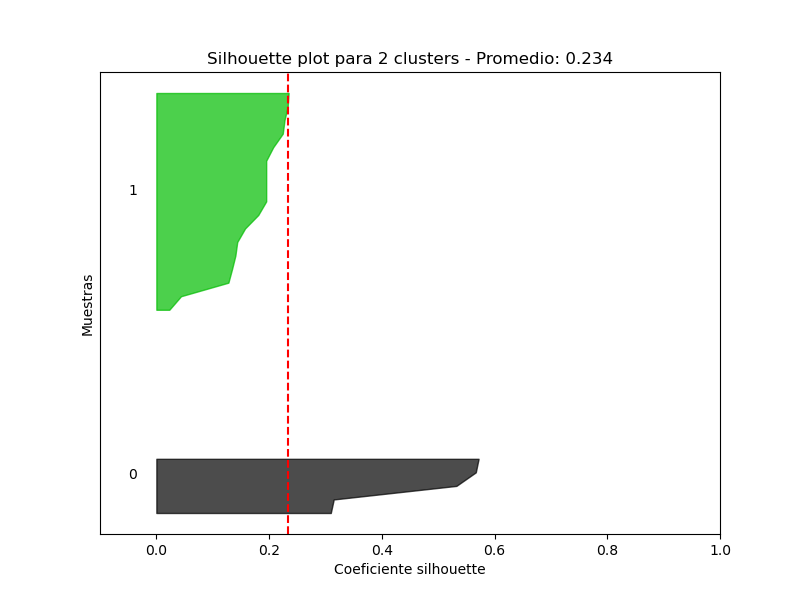 Silhouette plot para 2 clusters - Promedio: 0.234
1
Muestras
0
0.0 0.2 0.4 0.6 0.8 1.0
Coeficiente silhouette